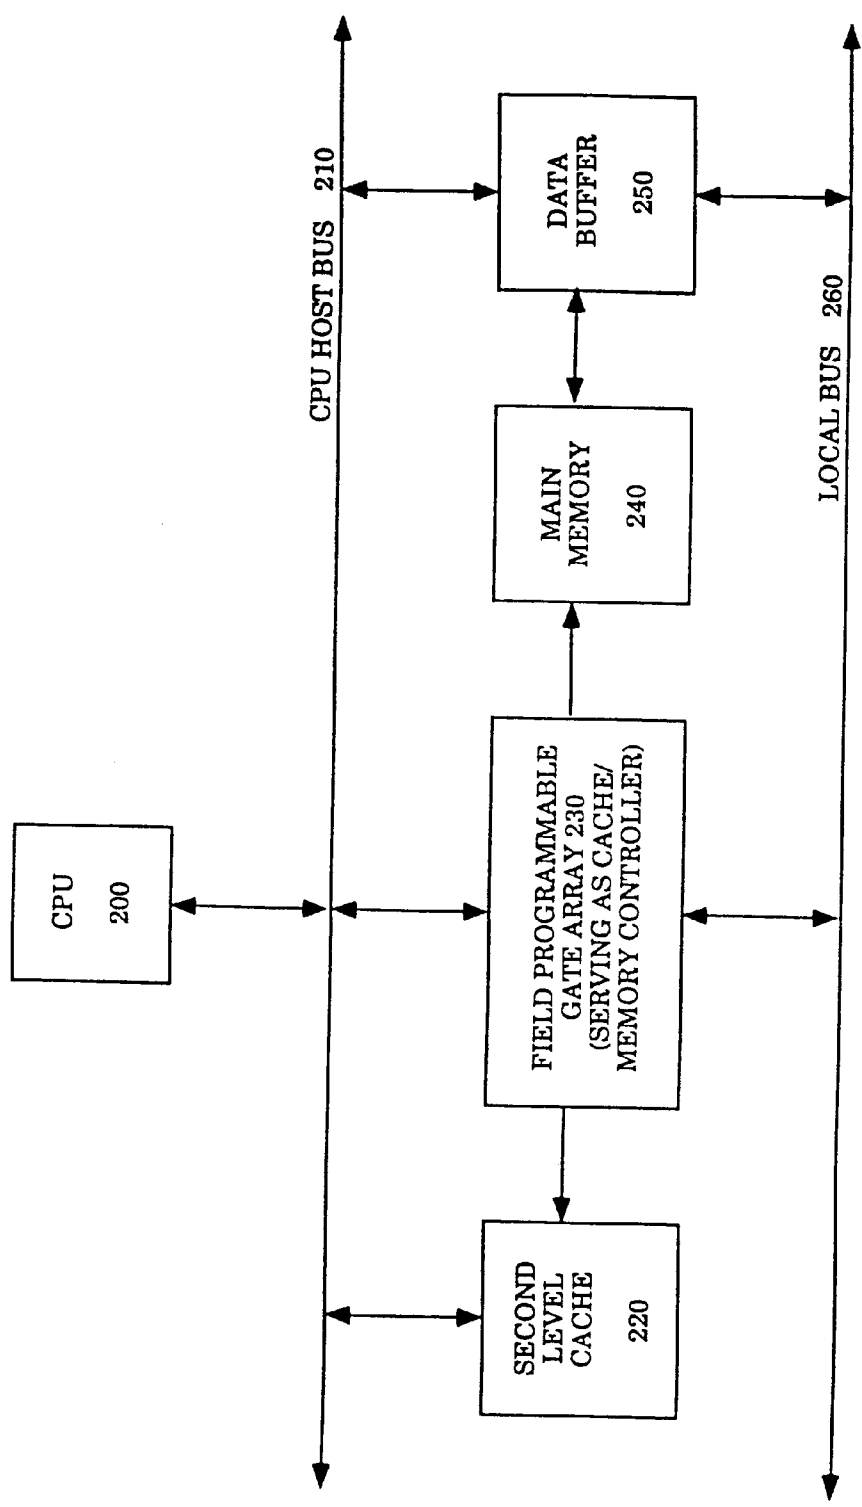 CPU
200
CPU HOST BUS 210
SECOND
LEVEL
CACHE
220
FIELD PROGRAMMABLE
GATE ARRAY 230
(SERVING AS CACHE/
MEMORY CONTROLLER)
MAIN
MEMORY
240
DATA
BUFFER
250
LOCAL BUS 260